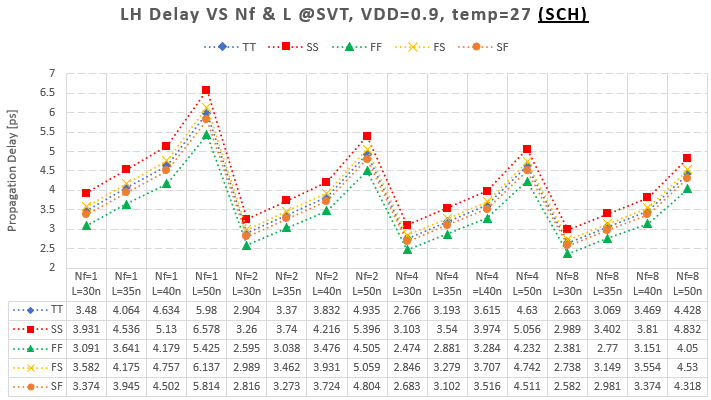 LH Delay VS Nf & L @SVT, VDD=0.9, temp=27 (SCH)
TT SS FF FS SF
Propagation Delay [ps]
7
6.5
6
5.5
5
4.5
4
3.5
3
2.5
2
Nf=1 Nf=1 Nf=1 Nf=1 Nf=2 Nf=2 Nf=2 Nf=2 Nf=4 Nf=4 Nf=4 Nf=4 Nf=8 Nf=8 Nf=8 Nf=8
L=30n L=35n L=40n L=50n L=30n L=35n L=40n L=50n L=30n L=35n =L40n L=50n L=30n L=35n L=40n L=50n
TT 3.48 4.064 4.634 5.98 2.904 3.37 3.832 4.935 2.766 3.193 3.615 4.63 2.663 3.069 3.469 4.428
SS 3.931 4.536 5.13 6.578 3.26 3.74 4.216 5.396 3.103 3.54 3.974 5.056 2.989 3.402 3.81 4.832
FF 3.091 3.641 4.179 5.425 2.595 3.038 3.476 4.505 2.474 2.881 3.284 4.232 2.381 2.77 3.151 4.05
FS 3.582 4.175 4.757 6.137 2.989 3.462 3.931 5.059 2.846 3.279 3.707 4.742 2.738 3.149 3.554 4.53
SF 3.374 3.945 4.502 5.814 2.816 3.273 3.724 4.804 2.683 3.102 3.516 4.511 2.582 2.981 3.374 4.318